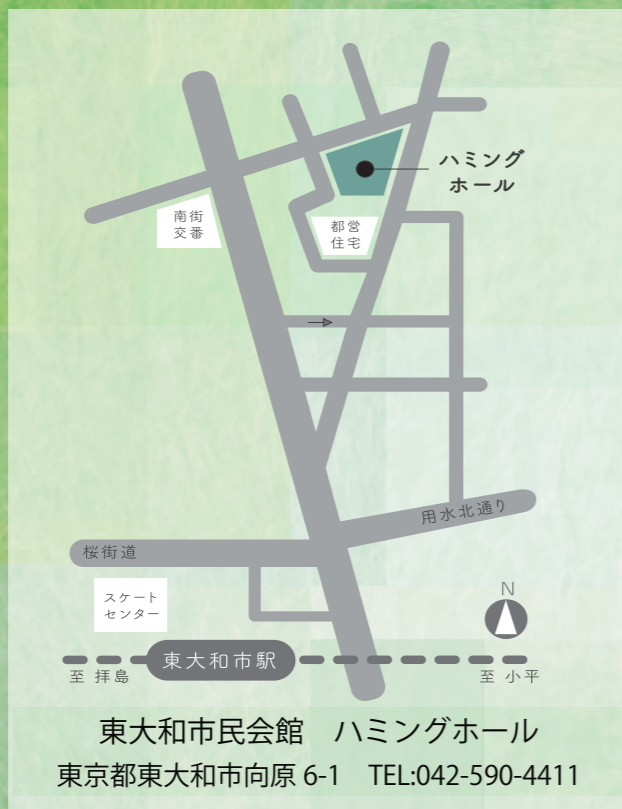 ハミング
ホール
南街
交番
都営
住宅
用水北通り
桜街道
スケート
センター
N
東大和市駅
至 拝島
至 小平
東大和市民会館　ハミングホール
東京都東大和市向原 6-1　TEL:042-590-4411